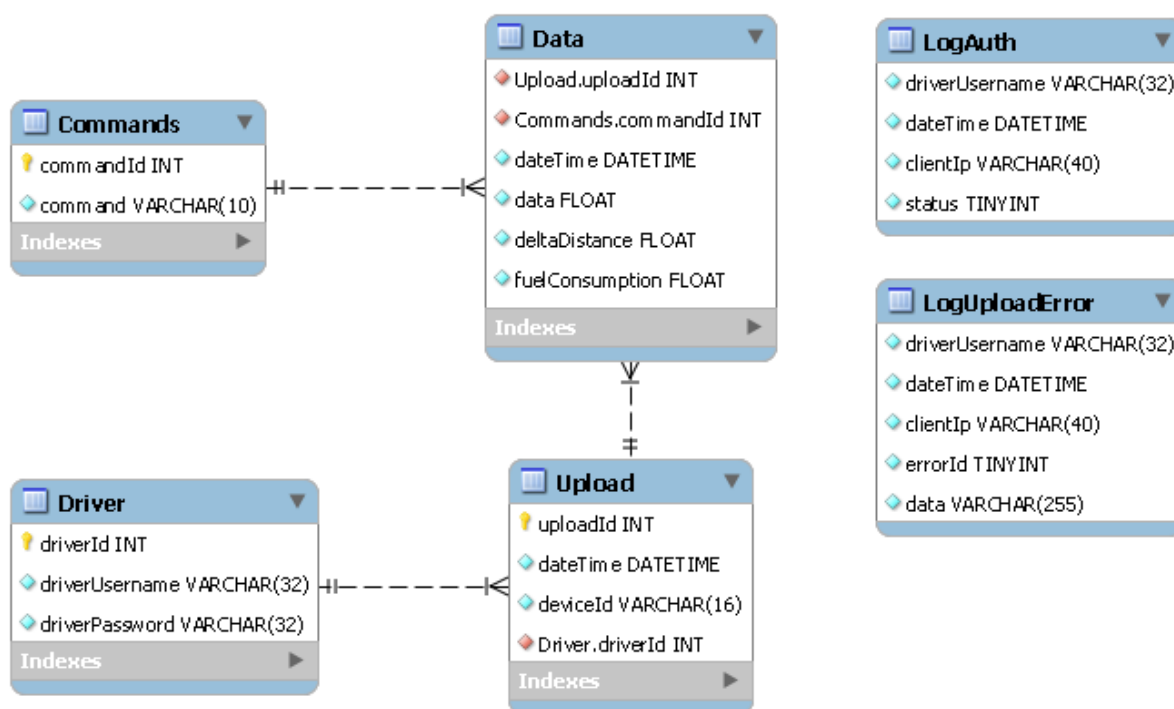 Commands
commandId INT
command VARCHAR(10)
Indexes
Data
Upload.uploadId INT
Commands.commandId INT
dateTime DATETIME
data FLOAT
deltaDistance FLOAT
fuelConsumption FLOAT
Indexes
LogAuth
driverUsername VARCHAR(32)
dateTime DATETIME
clientIp VARCHAR(40)
status TINYINT
LogUploadError
driverUsername VARCHAR(32)
dateTime DATETIME
clientIp VARCHAR(40)
errorId TINYINT
data VARCHAR(255)
Driver
driverId INT
driverUsername VARCHAR(32)
driverPassword VARCHAR(32)
Indexes
Upload
uploadId INT
dateTime DATETIME
deviceId VARCHAR(16)
Driver.driverId INT
Indexes